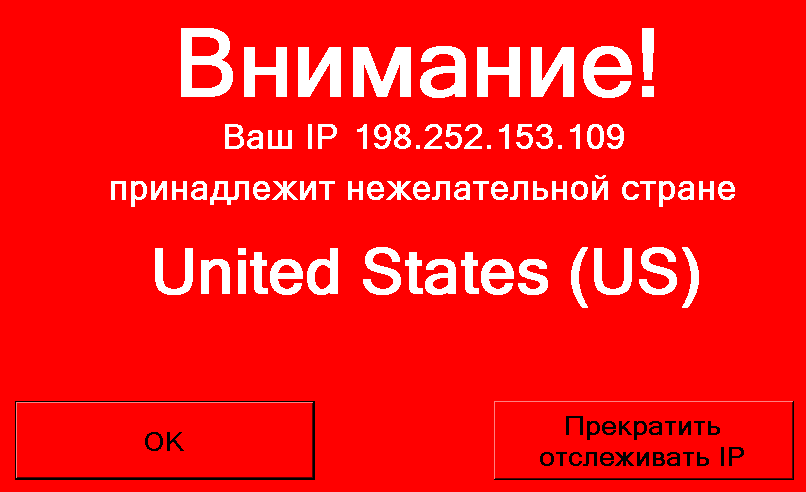 Внимание!
Ваш IP 198.252.153.109
принадлежит нежелательной стране
United States (US)
OK
Прекратить
отслеживать IP